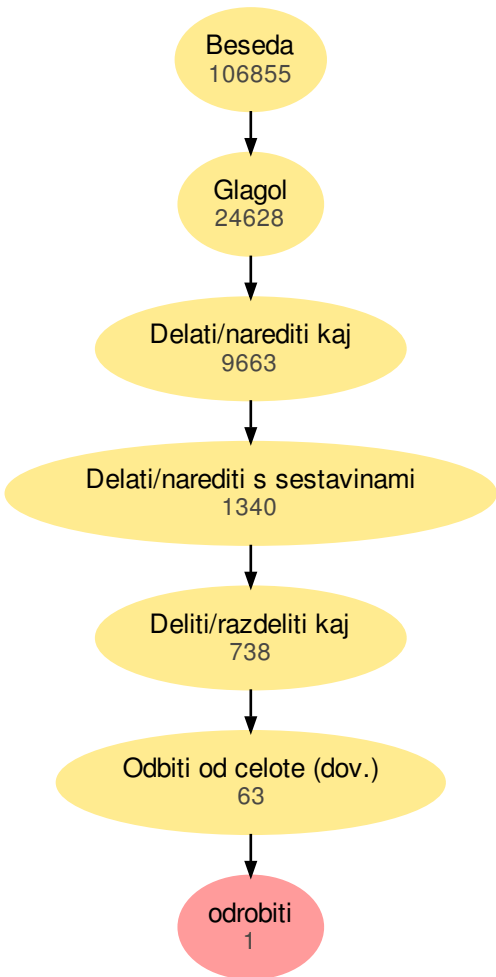 Beseda
106855
Glagol
24628
Delati/narediti kaj
9663
Delati/narediti s sestavinami
1340
Deliti/razdeliti kaj
738
Odbiti od celote (dov.)
63
odrobiti
1